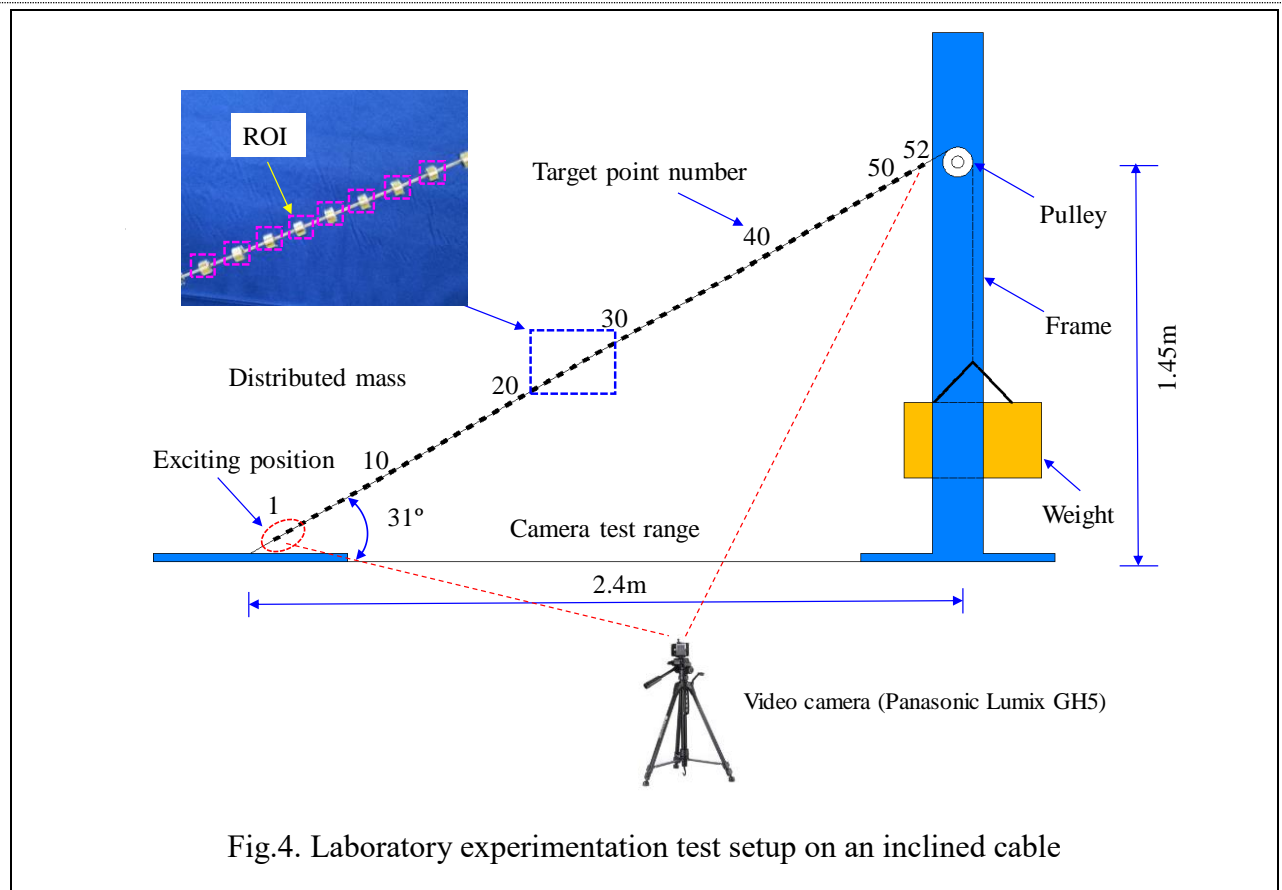 ROI
Target point number
50
52
40
Pulley
30
Frame
Distributed mass
20
1.45m
Exciting position
10
1
31°
Camera test range
Weight
2.4m
Video camera (Panasonic Lumix GH5)
Fig.4. Laboratory experimentation test setup on an inclined cable